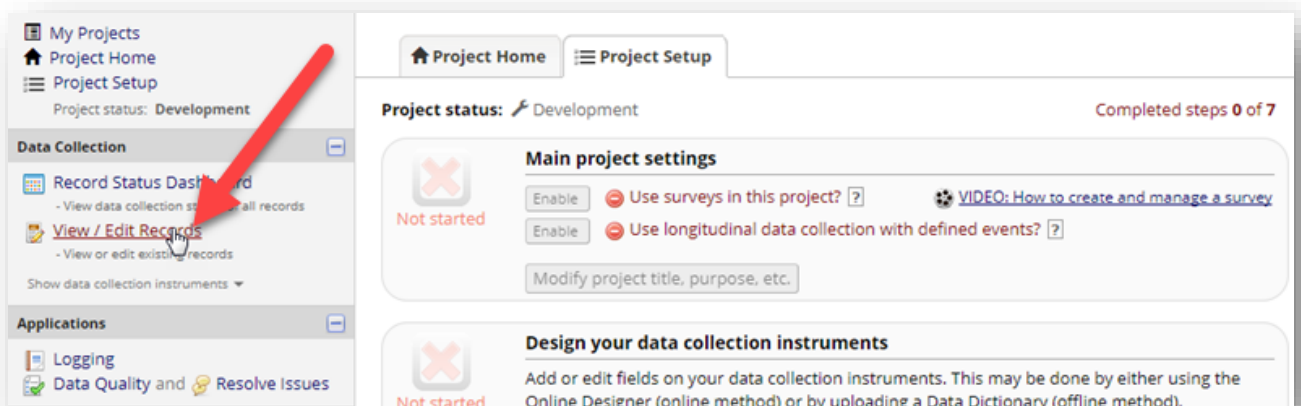 My Projects
Project Home
Project Setup
Project status: Development
Data Collection
Record Status Dashboard
- View data collection status of all records
View / Edit Records
- View or edit existing records
Show data collection instruments
Applications
Logging
Data Quality and Resolve Issues
Project Home Project Setup
Project status: Development Completed steps 0 of 7
Main project settings
Not started
Enable Use surveys in this project? ? VIDEO: How to create and manage a survey
Enable Use longitudinal data collection with defined events? ?
Modify project title, purpose, etc.
Design your data collection instruments
Not started
Add or edit fields on your data collection instruments. This may be done by either using the
Online Designer (online method) or by uploading a Data Dictionary (offline method).